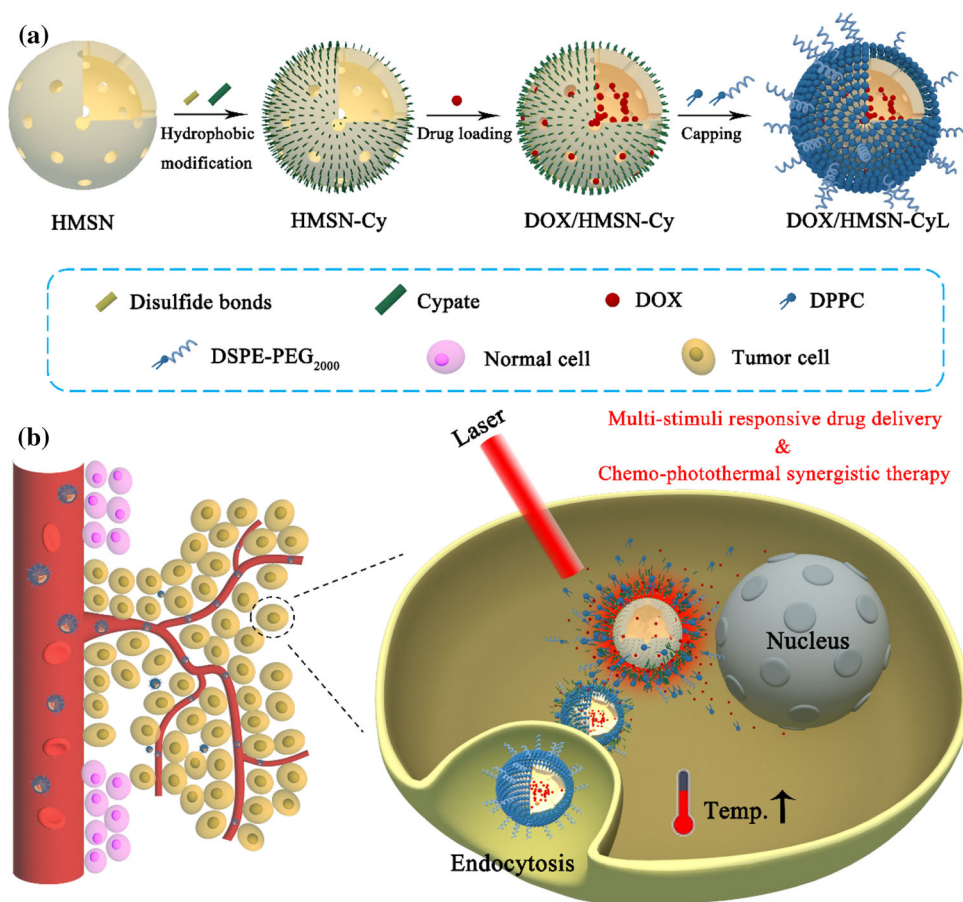 (a)
Hydrophobic
modification
Drug loading
Capping
HMSN
HMSN-Cy
DOX/HMSN-Cy
DOX/HMSN-CyL
Disulfide bonds
Cypate
DOX
DPPC
DSPE-PEG2000
Normal cell
Tumor cell
(b)
Laser
Multi-stimuli responsive drug delivery
&
Chemo-photothermal synergistic therapy
Nucleus
Temp.
Endocytosis